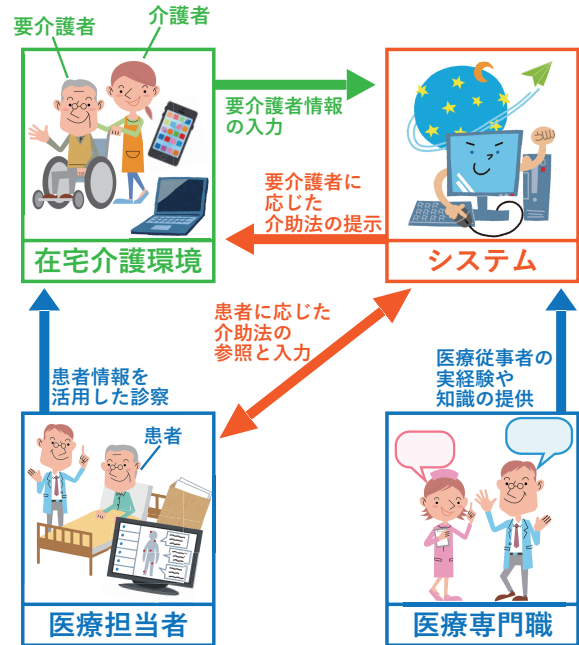 要介護者
介護者
要介護者情報
の入力
要介護者に
応じた
介助法の提示
在宅介護環境
システム
患者に応じた
介助法の
参照と入力
患者情報を
活用した診察
医療従事者の
実経験や
知識の提供
患者
医療担当者
医療専門職